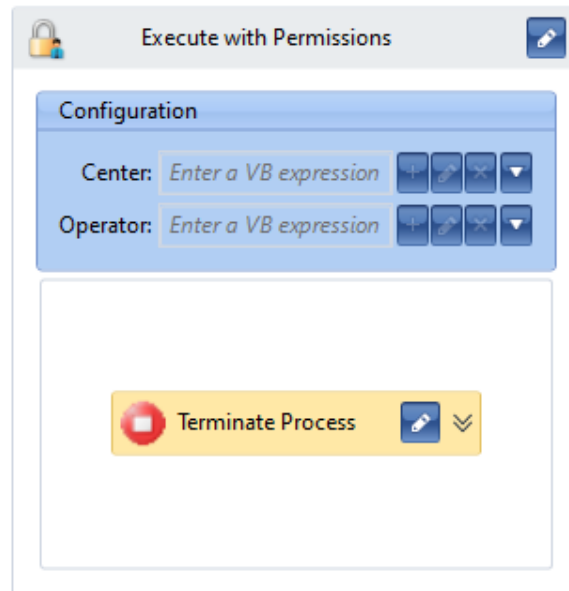 Execute with Permissions
Configuration
Center: Enter a VB expression
Operator: Enter a VB expression
Terminate Process